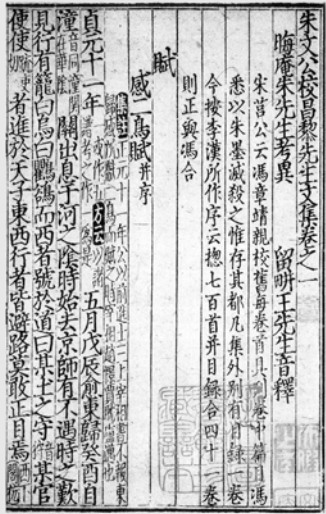 朱文公校昌黎先生文集卷之一
晦庵朱先生考異 留畊王先生音釋
宋莒公云馮章靖親校舊每卷首具列卷中篇目馮
悉以朱墨滅殺之惟存其都凡集外別有目錄一卷
今按李漢所作序云揔七百首并目錄合四十一卷
則正與馮合
賦
感二鳥賦并序
貞元十一年五月戊辰愈東歸癸酉自
潼關出息于河之陰時始去京師有不遇時之歎
見行有籠白烏白鸜鵒而西者號於道曰某土之守某官
使使者進於天子東西行者皆避路莫敢正目焉